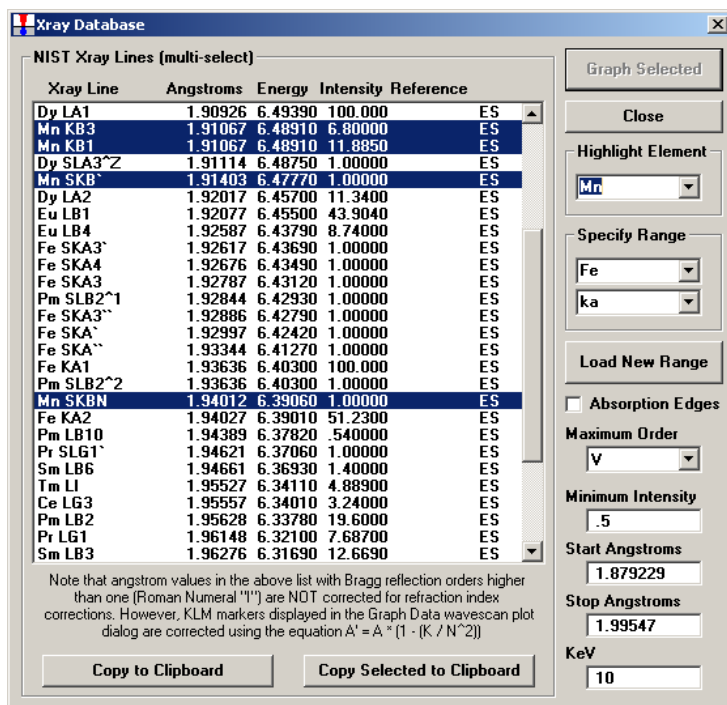 Xray Database
NIST Xray Lines (multi-select)
Xray Line Angstroms Energy Intensity Reference
Dy LA1 1.90926 6.49390 100.000 ES
Mn KB3 1.91067 6.48910 6.80000 ES
Mn KB1 1.91067 6.48910 11.8850 ES
Dy SLA3^Z 1.91114 6.48750 1.00000 ES
Mn SKB` 1.91403 6.47770 1.00000 ES
Dy LA2 1.92017 6.45700 11.3400 ES
Eu LB1 1.92077 6.45500 43.9040 ES
Eu LB4 1.92587 6.43790 8.74000 ES
Fe SKA3` 1.92617 6.43690 1.00000 ES
Fe SKA4 1.92676 6.43490 1.00000 ES
Fe SKA3 1.92787 6.43120 1.00000 ES
Pm SLB2^1 1.92844 6.42930 1.00000 ES
Fe SKA3`` 1.92886 6.42790 1.00000 ES
Fe SKA` 1.92997 6.42420 1.00000 ES
Fe SKA`` 1.93344 6.41270 1.00000 ES
Fe KA1 1.93636 6.40300 100.000 ES
Pm SLB2^2 1.93636 6.40300 1.00000 ES
Mn SKBN 1.94012 6.39060 1.00000 ES
Fe KA2 1.94027 6.39010 51.2300 ES
Pm LB10 1.94389 6.37820 .540000 ES
Pr SLG1` 1.94621 6.37060 1.00000 ES
Sm LB6 1.94661 6.36930 1.40000 ES
Tm Ll 1.95527 6.34110 4.88900 ES
Ce LG3 1.95557 6.34010 3.24000 ES
Pm LB2 1.95628 6.33780 19.6000 ES
Pr LG1 1.96148 6.32100 7.68700 ES
Sm LB3 1.96276 6.31690 12.6690 ES
Note that angstrom values in the above list with Bragg reflection orders higher
than one (Roman Numeral "I") are NOT corrected for refraction index
corrections. However, KLM markers displayed in the Graph Data wavescan plot
dialog are corrected using the equation A' = A * (1 - (K / N^2))
Copy to Clipboard
Copy Selected to Clipboard
Graph Selected
Close
Highlight Element
Mn
Specify Range
Fe
ka
Load New Range
Absorption Edges
Maximum Order
V
Minimum Intensity
.5
Start Angstroms
1.879229
Stop Angstroms
1.99547
KeV
10